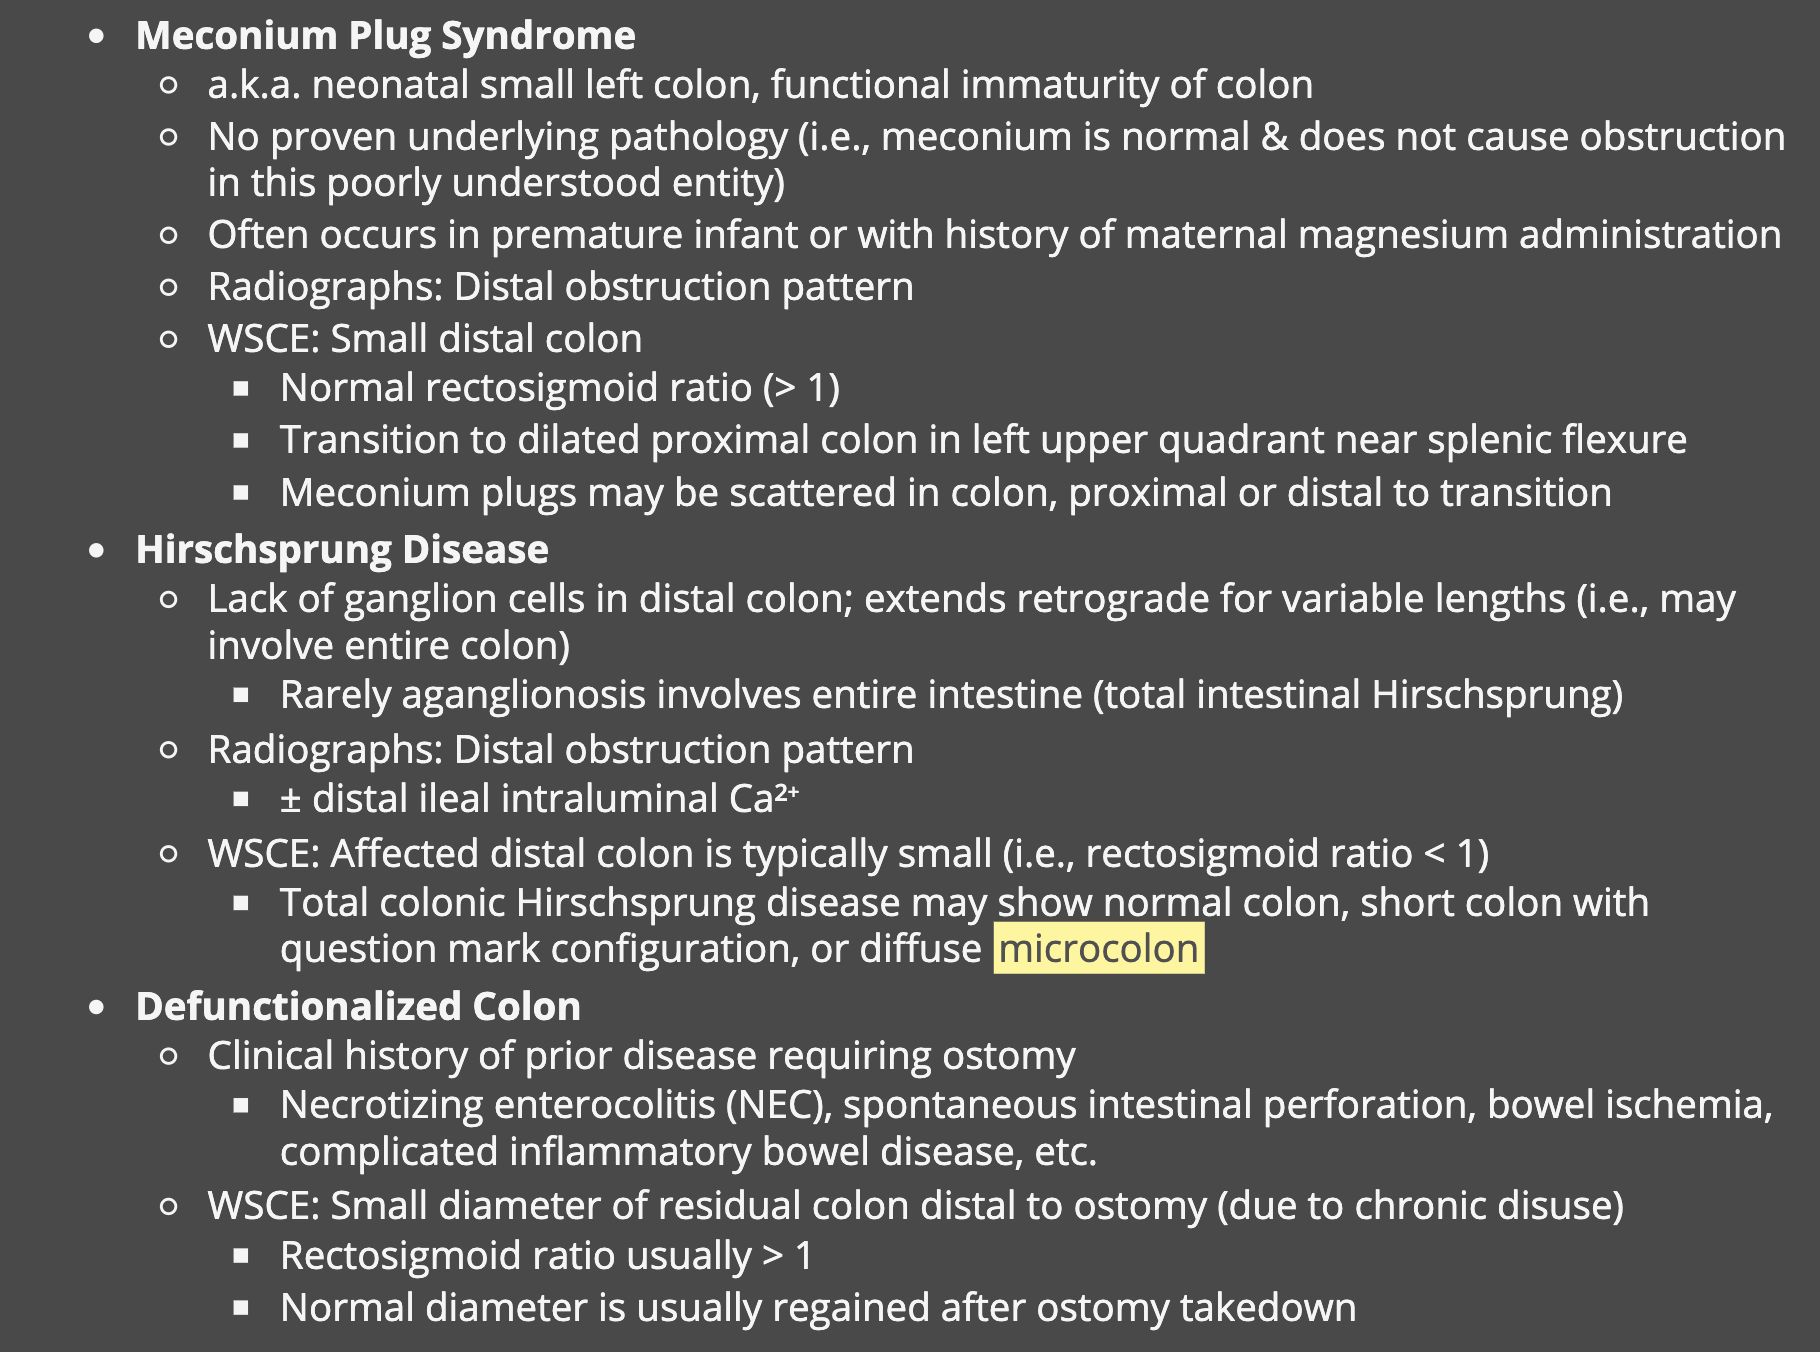 • Meconium Plug Syndrome
○ a.k.a. neonatal small left colon, functional immaturity of colon
○ No proven underlying pathology (i.e., meconium is normal & does not cause obstruction
in this poorly understood entity)
○ Often occurs in premature infant or with history of maternal magnesium administration
○ Radiographs: Distal obstruction pattern
○ WSCE: Small distal colon
▪ Normal rectosigmoid ratio (> 1)
▪ Transition to dilated proximal colon in left upper quadrant near splenic flexure
▪ Meconium plugs may be scattered in colon, proximal or distal to transition
• Hirschsprung Disease
○ Lack of ganglion cells in distal colon; extends retrograde for variable lengths (i.e., may
involve entire colon)
▪ Rarely aganglionosis involves entire intestine (total intestinal Hirschsprung)
○ Radiographs: Distal obstruction pattern
▪ ± distal ileal intraluminal Ca²⁺
○ WSCE: Affected distal colon is typically small (i.e., rectosigmoid ratio < 1)
▪ Total colonic Hirschsprung disease may show normal colon, short colon with
question mark configuration, or diffuse microcolon
• Defunctionalized Colon
○ Clinical history of prior disease requiring ostomy
▪ Necrotizing enterocolitis (NEC), spontaneous intestinal perforation, bowel ischemia,
complicated inflammatory bowel disease, etc.
○ WSCE: Small diameter of residual colon distal to ostomy (due to chronic disuse)
▪ Rectosigmoid ratio usually > 1
▪ Normal diameter is usually regained after ostomy takedown